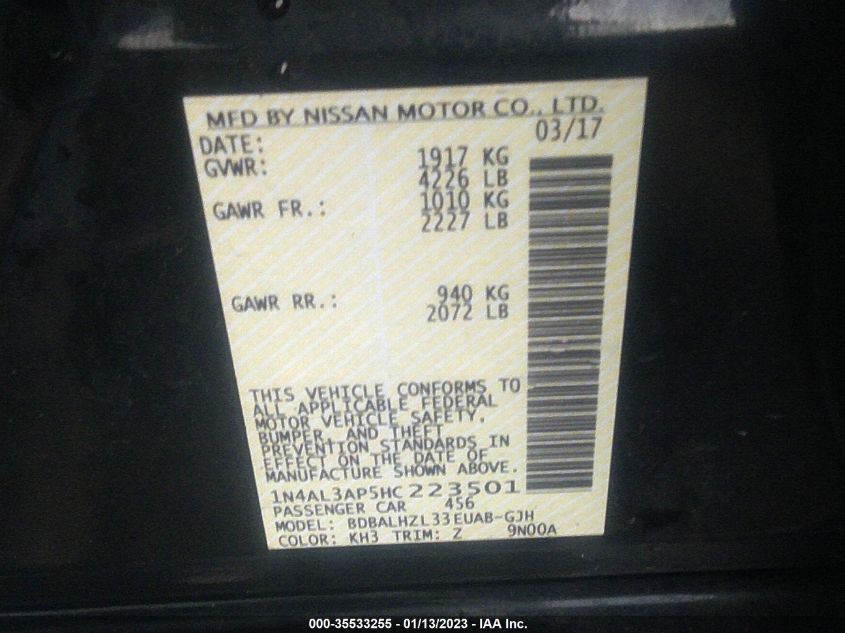 MFD BY NISSAN MOTOR CO., LTD.
DATE: 03/17
GVWR: 1917 KG
4226 LB
GAWR FR.: 1010 KG
2227 LB
GAWR RR.: 940 KG
2072 LB
THIS VEHICLE CONFORMS TO
ALL APPLICABLE FEDERAL
MOTOR VEHICLE SAFETY,
BUMPER, AND THEFT
PREVENTION STANDARDS IN
EFFECT ON THE DATE OF
MANUFACTURE SHOWN ABOVE.
1N4AL3AP5HC223501
PASSENGER CAR 456
MODEL: BDBALHZL33EUAB-GJH
COLOR: KH3 TRIM: Z 9N00A
000-35533255 - 01/13/2023 - IAA Inc.